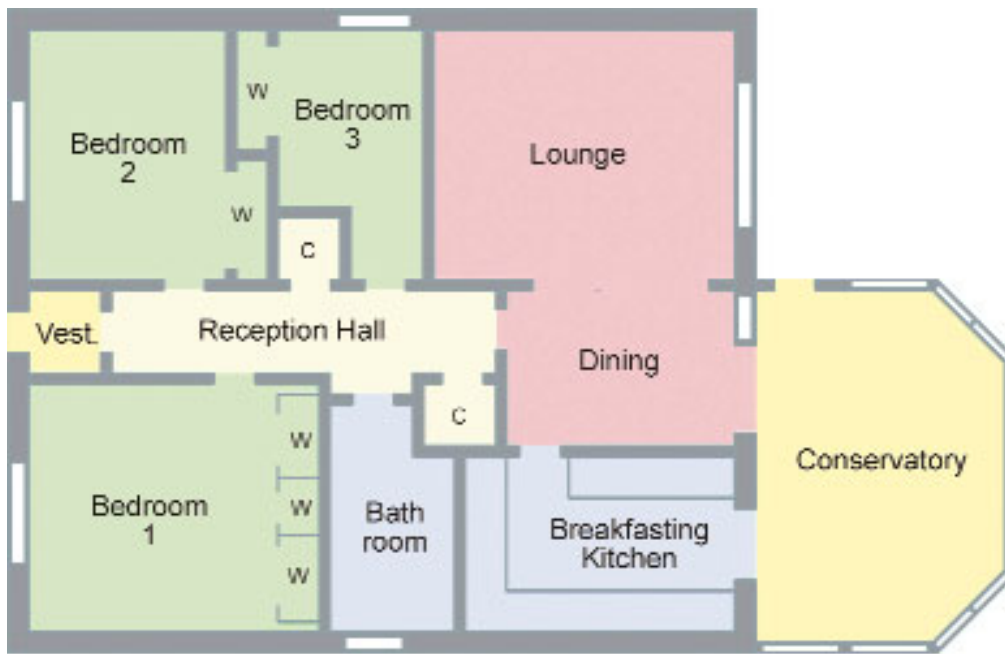 Bedroom
2
W
W
Bedroom
3
C
Lounge
Vest.
Reception Hall
Dining
Conservatory
Bedroom
1
W
W
W
Bath
room
C
Breakfasting
Kitchen